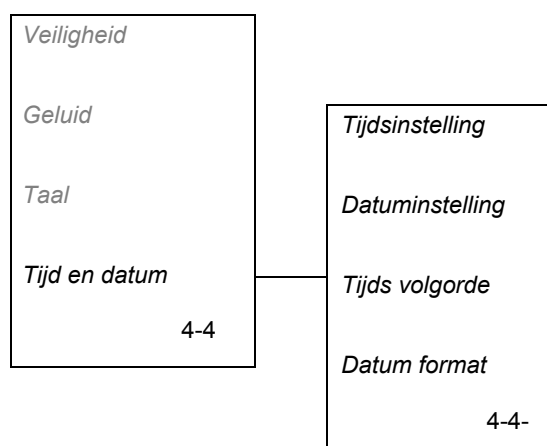 Veiligheid
Geluid
Taal
Tijd en datum
4-4
Tijdsinstelling
Datuminstelling
Tijds volgorde
Datum format
4-4-